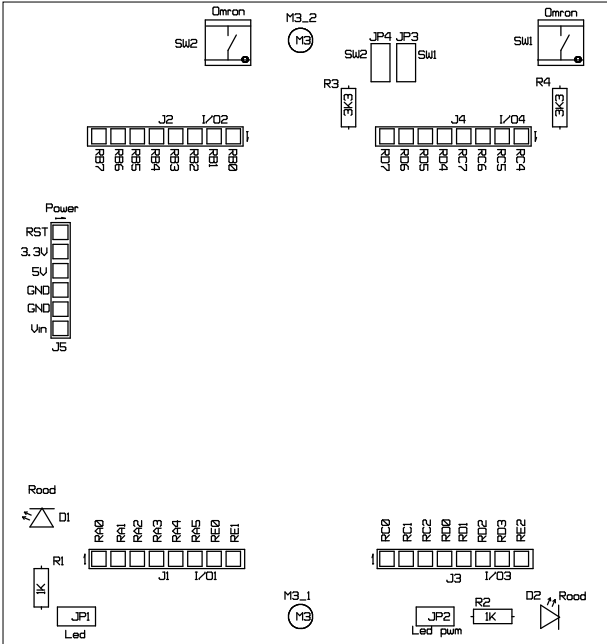 Omron
SW2
M3_2
M3
JP4 JP3
SW2
SW1
Omron
SW1
R3
3K3
R4
3K3
J2 I/O2
RB7 RB6 RB5 RB4 RB3 RB2 RB1 RB0
J4 I/O4
RD7 RD6 RD5 RD4 RC7 RC6 RC5 RC4
Power
RST
3.3V
5V
GND
GND
Vin
J5
Rood
D1
R1
1K
JP1
Led
RA0 RA1 RA2 RA3 RA4 RA5 RE0 RE1
J1 I/O1
M3_1
M3
RC0 RC1 RC2 RD0 RD1 RD2 RD3 RE2
J3 I/O3
JP2
Led pwm
R2
1K
D2 Rood